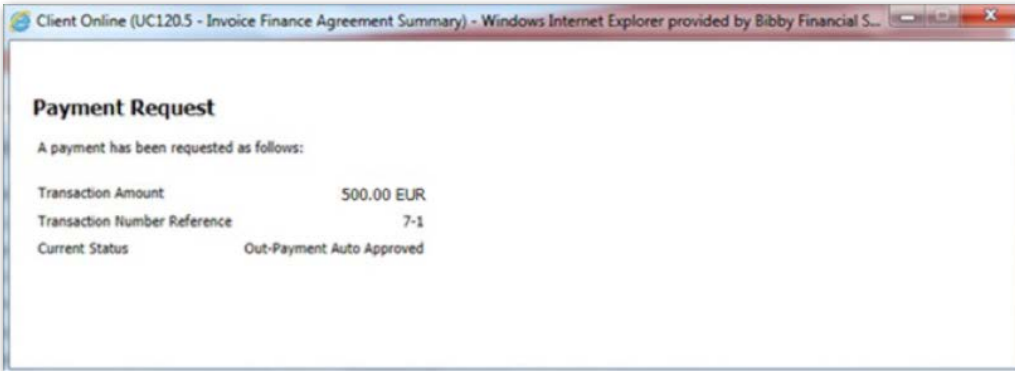 Client Online (UC120.5 - Invoice Finance Agreement Summary) - Windows Internet Explorer provided by Bibby Financial S...
Payment Request
A payment has been requested as follows:
Transaction Amount 500.00 EUR
Transaction Number Reference 7-1
Current Status Out-Payment Auto Approved